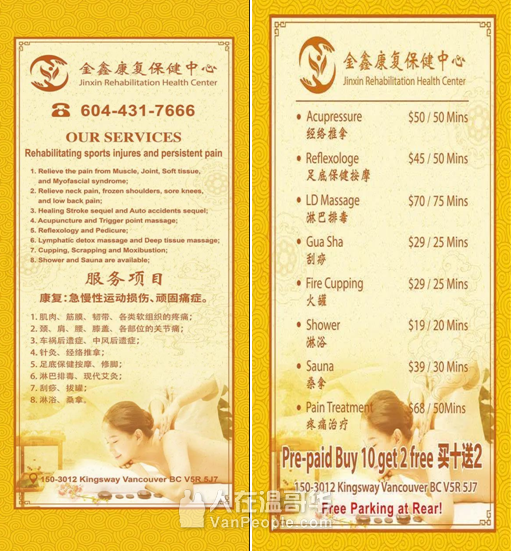 金鑫康复保健中心
Jinxin Rehabilitation Health Center
604-431-7666
OUR SERVICES
Rehabilitating sports injures and persistent pain
1. Relieve the pain from Muscle, Joint, Soft tissue,
and Myofascial syndrome;
2. Relieve neck pain, frozen shoulders, sore knees,
and low back pain;
3. Healing Stroke sequel and Auto accidents sequel;
4. Acupuncture and Trigger point massage;
5. Reflexology and Pedicure;
6. Lymphatic detox massage and Deep tissue massage;
7. Cupping, Scrapping and Moxibustion;
8. Shower and Sauna are available;
服务项目
康复:急慢性运动损伤、顽固痛症。
1. 肌肉、筋膜、韧带、各类软组织的疼痛;
2. 颈、肩、腰、膝盖、各部位的关节痛;
3. 车祸后遗症、中风后遗症;
4. 针灸、经络推拿;
5. 足底保健按摩、修脚;
6. 淋巴排毒、现代艾灸;
7. 刮痧、拔罐;
8. 淋浴、桑拿。
150-3012 Kingsway Vancouver BC V5R 5J7
金鑫康复保健中心
Jinxin Rehabilitation Health Center
• Acupressure $50 / 50 Mins
经络推拿
• Reflexologe $45 / 50 Mins
足底保健按摩
• LD Massage $70 / 75 Mins
淋巴排毒
• Gua Sha $29 / 25 Mins
刮痧
• Fire Cupping $29 / 25 Mins
火罐
• Shower $19 / 20 Mins
淋浴
• Sauna $39 / 30 Mins
桑拿
• Pain Treatment $68 / 50Mins
疼痛治疗
Pre-paid Buy 10 get 2 free 买十送2
150-3012 Kingsway Vancouver BC V5R 5J7
Free Parking at Rear!
人在温哥华
VanPeople.com